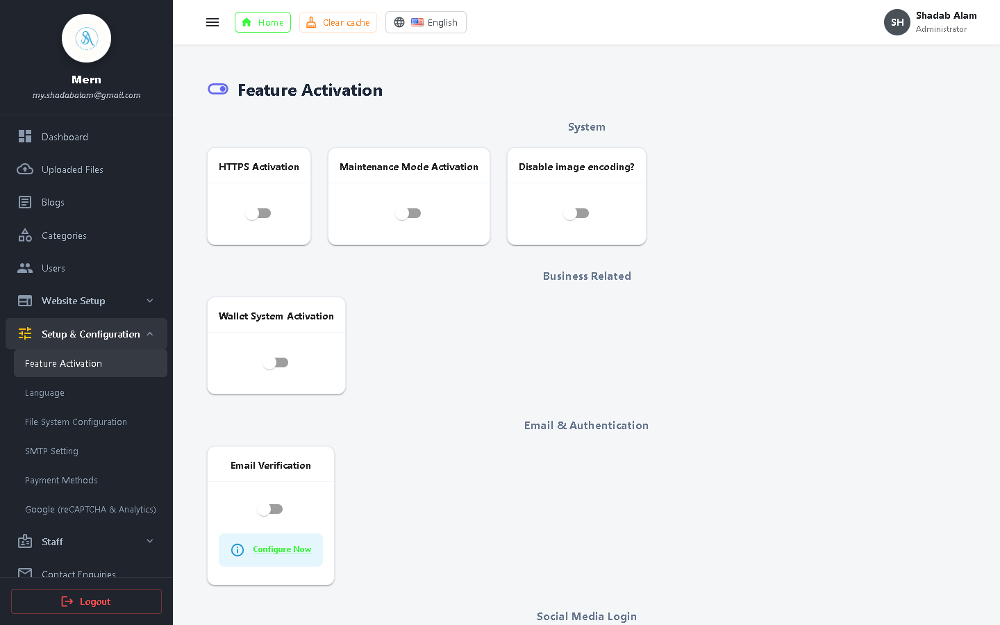 Mern
my.shadabalam@gmail.com
Dashboard
Uploaded Files
Blogs
Categories
Users
Website Setup
Setup & Configuration
Feature Activation
Language
File System Configuration
SMTP Setting
Payment Methods
Google (reCAPTCHA & Analytics)
Staff
Contact Enquiries
Logout
Home
Clear cache
English
SH
Shadab Alam
Administrator
Feature Activation
System
HTTPS Activation
Maintenance Mode Activation
Disable image encoding?
Business Related
Wallet System Activation
Email & Authentication
Email Verification
Configure Now
Social Media Login